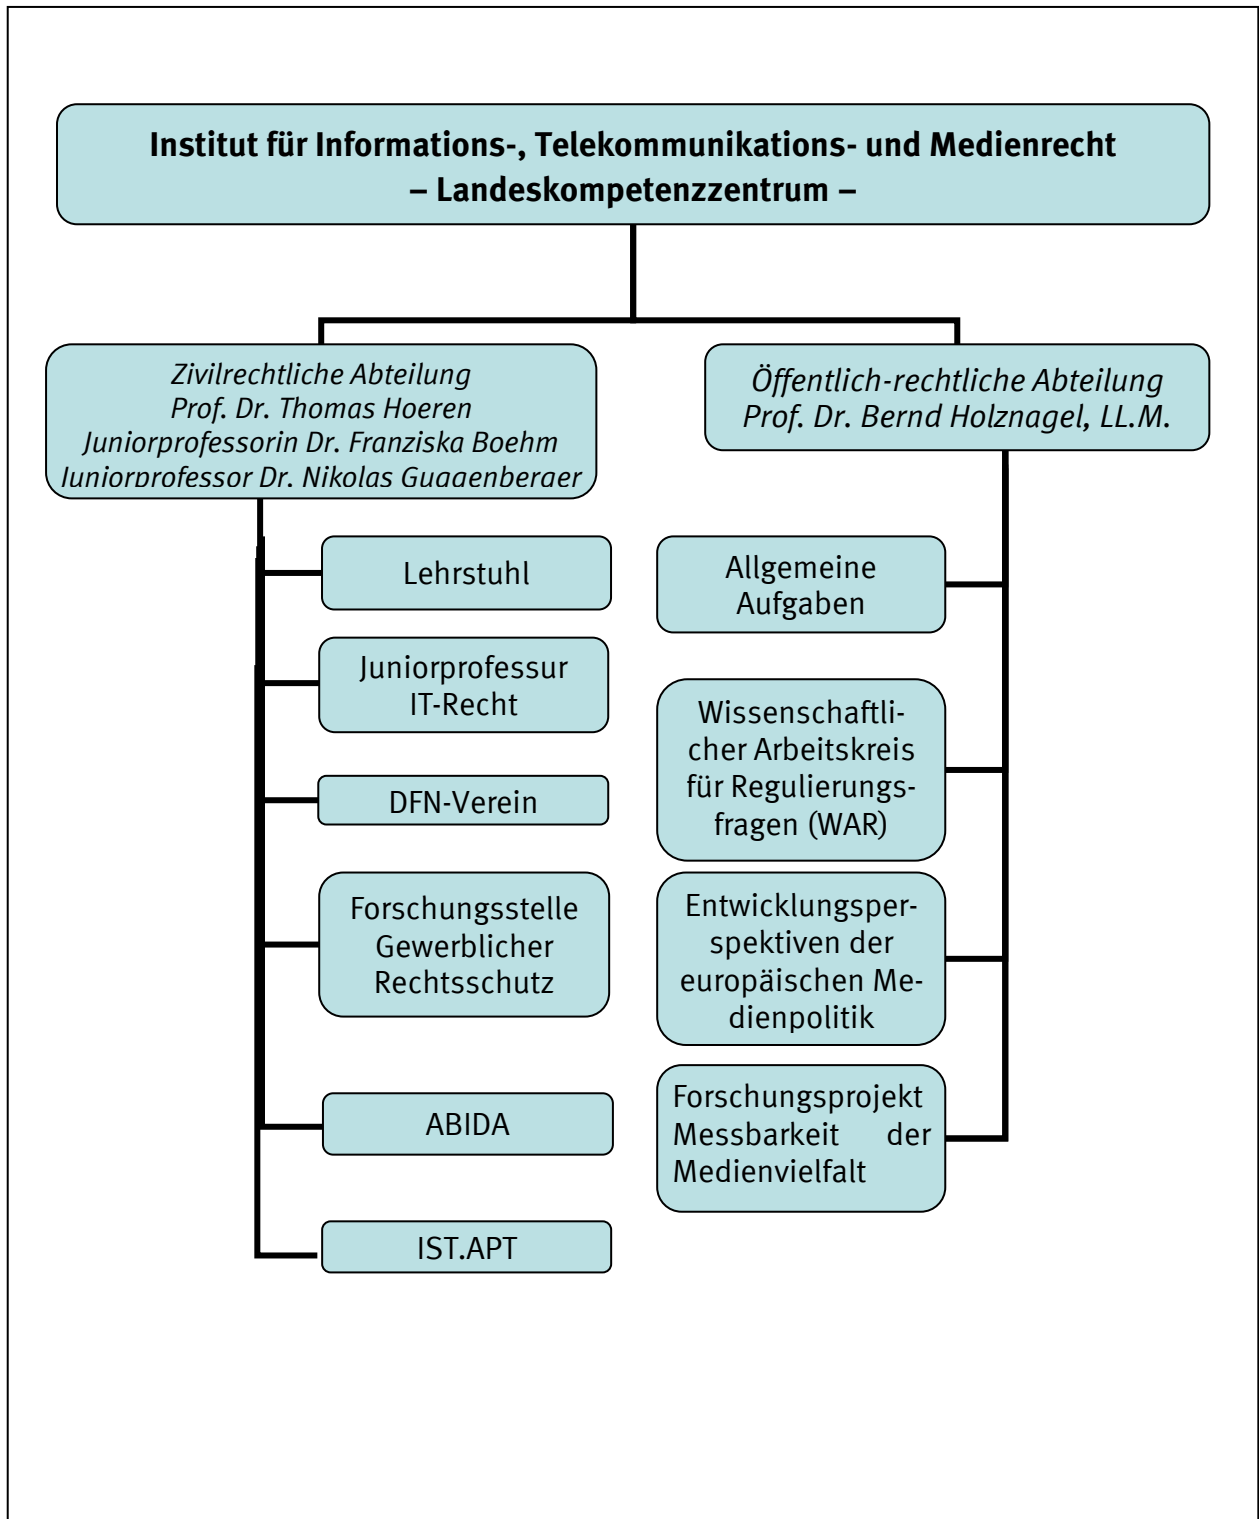 Institut für Informations-, Telekommunikations- und Medienrecht
– Landeskompetenzzentrum –
Zivilrechtliche Abteilung
Prof. Dr. Thomas Hoeren
Juniorprofessorin Dr. Franziska Boehm
Juniorprofessor Dr. Nikolas Guggenberger
Lehrstuhl
Juniorprofessur
IT-Recht
DFN-Verein
Forschungsstelle
Gewerblicher
Rechtsschutz
ABIDA
IST.APT
Öffentlich-rechtliche Abteilung
Prof. Dr. Bernd Holznagel, LL.M.
Allgemeine
Aufgaben
Wissenschaftli-
cher Arbeitskreis
für Regulierungs-
fragen (WAR)
Entwicklungsper-
spektiven der
europäischen Me-
dienpolitik
Forschungsprojekt
Messbarkeit der
Medienvielfalt